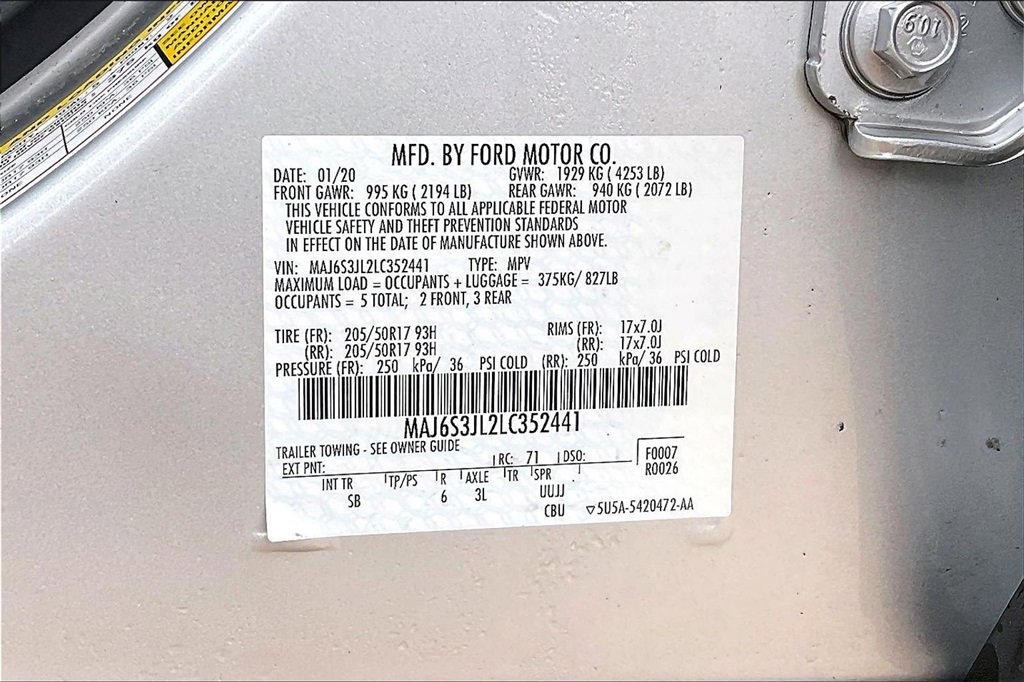 MFD. BY FORD MOTOR CO.
DATE: 01/20 GVWR: 1929 KG ( 4253 LB)
FRONT GAWR: 995 KG ( 2194 LB) REAR GAWR: 940 KG ( 2072 LB)
THIS VEHICLE CONFORMS TO ALL APPLICABLE FEDERAL MOTOR
VEHICLE SAFETY AND THEFT PREVENTION STANDARDS
IN EFFECT ON THE DATE OF MANUFACTURE SHOWN ABOVE.
VIN: MAJ6S3JL2LC352441 TYPE: MPV
MAXIMUM LOAD = OCCUPANTS + LUGGAGE = 375KG/ 827LB
OCCUPANTS = 5 TOTAL; 2 FRONT, 3 REAR
TIRE (FR): 205/50R17 93H RIMS (FR): 17x7.0J
(RR): 205/50R17 93H (RR): 17x7.0J
PRESSURE (FR): 250 kPa/ 36 PSI COLD (RR): 250 kPa/ 36 PSI COLD
MAJ6S3JL2LC352441
TRAILER TOWING - SEE OWNER GUIDE
EXT PNT: RC: 71 DSO: F0007
R0026
INT TR TP/PS R AXLE TR SPR
SB 6 3L UUJJ
CBU ▽5U5A-5420472-AA
10.9